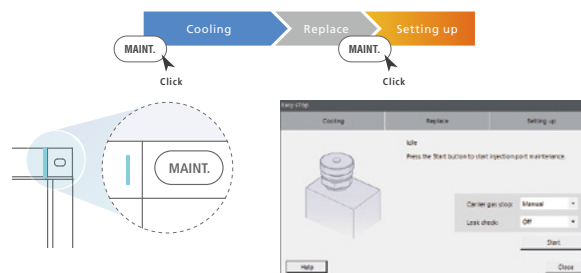 Cooling
Replace
Setting up
MAINT.
MAINT.
Click
Click
MAINT.
Easy stop
Cooling
Replace
Setting up
Idle
Press the Start button to start injection port maintenance.
Carrier gas stop: Manual
Leak check: Off
Start
Help
Close